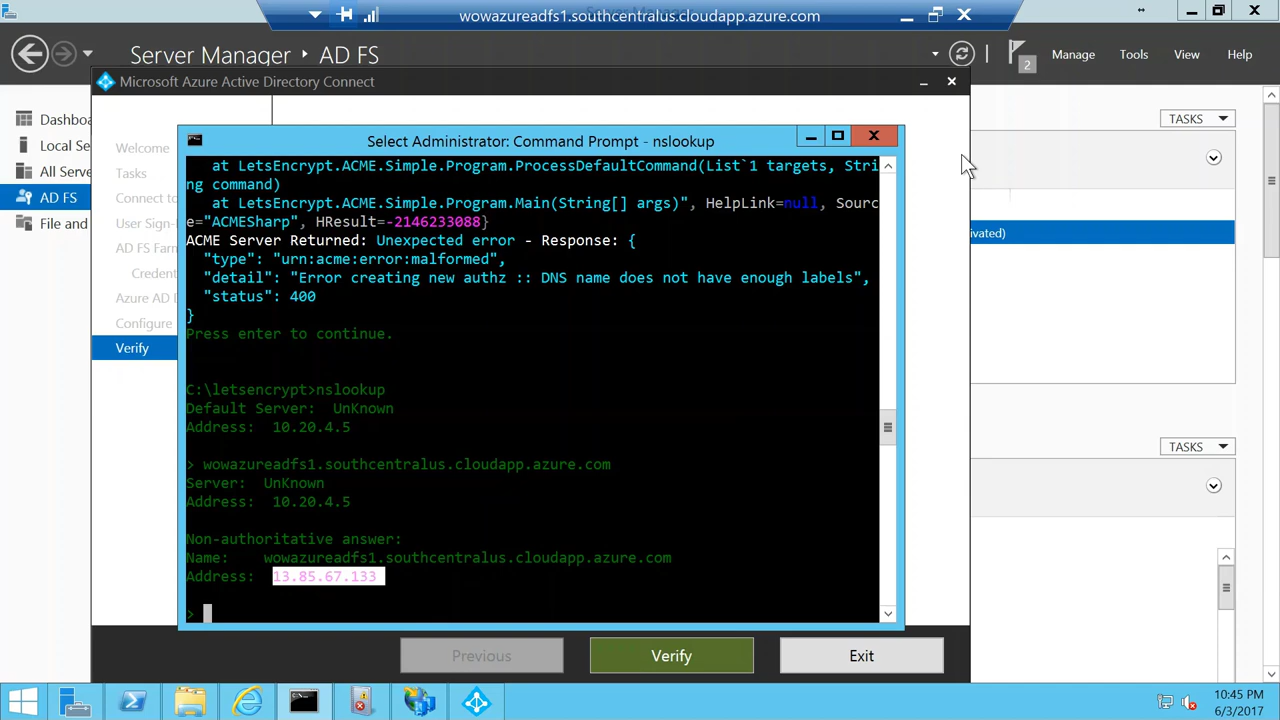 wowazureadfs1.southcentralus.cloudapp.azure.com
Server Manager ▸ AD FS
2
Manage Tools View Help
Microsoft Azure Active Directory Connect
Dashboa
Local Se
All Serve
AD FS
File and
Welcome
Tasks
Connect to
User Sign-
AD FS Farm
Credent
Azure AD D
Configure
Verify
TASKS
ivated)
TASKS
Select Administrator: Command Prompt - nslookup
at LetsEncrypt.ACME.Simple.Program.ProcessDefaultCommand(List`1 targets, Stri
ng command)
at LetsEncrypt.ACME.Simple.Program.Main(String[] args)", HelpLink=null, Sourc
e="ACMESharp", HResult=-2146233088}
ACME Server Returned: Unexpected error - Response: {
"type": "urn:acme:error:malformed",
"detail": "Error creating new authz :: DNS name does not have enough labels",
"status": 400
}
Press enter to continue.
C:\letsencrypt>nslookup
Default Server: UnKnown
Address: 10.20.4.5
> wowazureadfs1.southcentralus.cloudapp.azure.com
Server: UnKnown
Address: 10.20.4.5
Non-authoritative answer:
Name: wowazureadfs1.southcentralus.cloudapp.azure.com
Address: 13.85.67.133
>
Previous Verify Exit
10:45 PM
6/3/2017